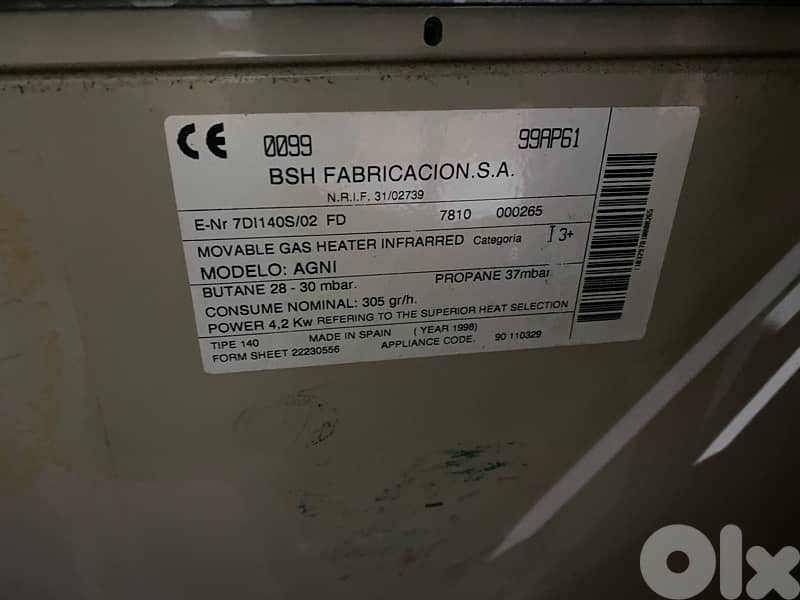 CE 0099 99AP61
BSH FABRICACION.S.A.
N.R.I.F. 31/02739
E-Nr 7DI140S/02 FD 7810 000265
MOVABLE GAS HEATER INFRARRED Categoria I 3+
MODELO: AGNI
BUTANE 28 - 30 mbar. PROPANE 37mbar
CONSUME NOMINAL: 305 gr/h.
POWER 4,2 Kw REFERING TO THE SUPERIOR HEAT SELECTION
TIPE 140 MADE IN SPAIN ( YEAR 1998)
FORM SHEET 22230556 APPLIANCE CODE. 90 110329
OLX